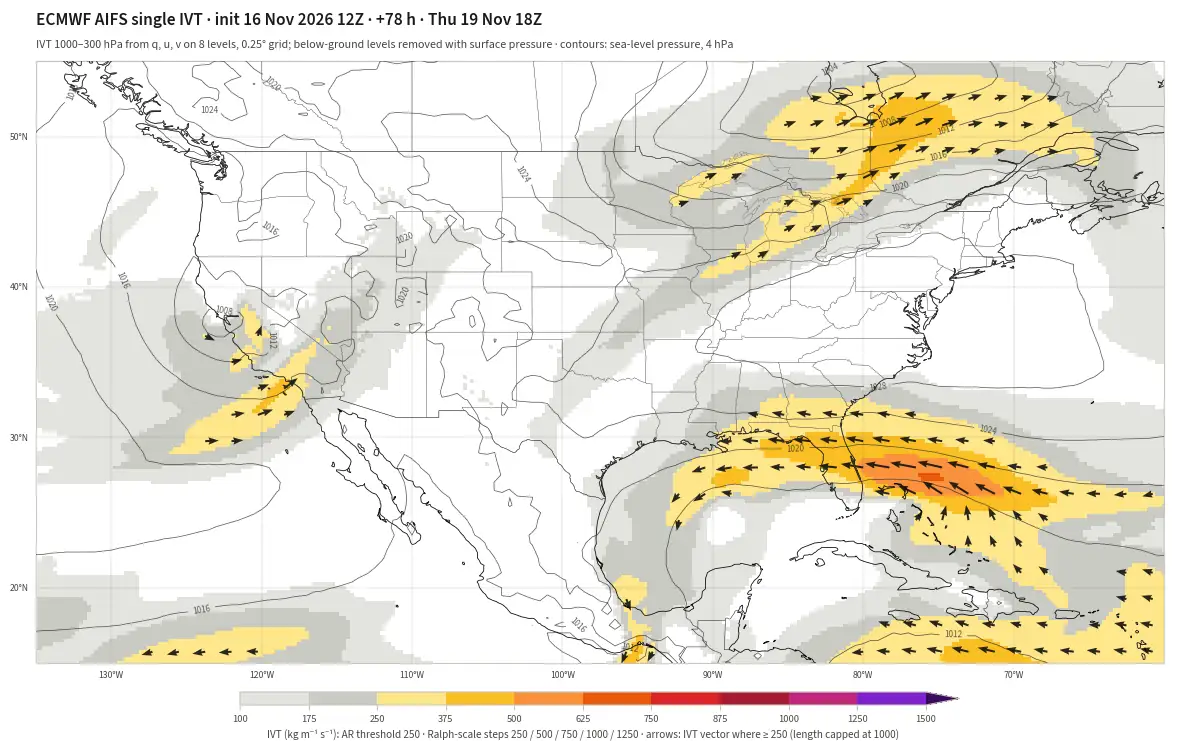 ECMWF AIFS single IVT · init 16 Nov 2026 12Z · +78 h · Thu 19 Nov 18Z
IVT 1000–300 hPa from q, u, v on 8 levels, 0.25° grid; below-ground levels removed with surface pressure · contours: sea-level pressure, 4 hPa
1004
1020
1024
50°N
1008
1012
1016
1024
1020
1016
1020
40°N
1016
1020
1020
1008
1012
1028
30°N
1024
1020
20°N
1016
1016
1012
1012
130°W 120°W 110°W 100°W 90°W 80°W 70°W
100 175 250 375 500 625 750 875 1000 1250 1500
IVT (kg m⁻¹ s⁻¹): AR threshold 250 · Ralph-scale steps 250 / 500 / 750 / 1000 / 1250 · arrows: IVT vector where ≥ 250 (length capped at 1000)